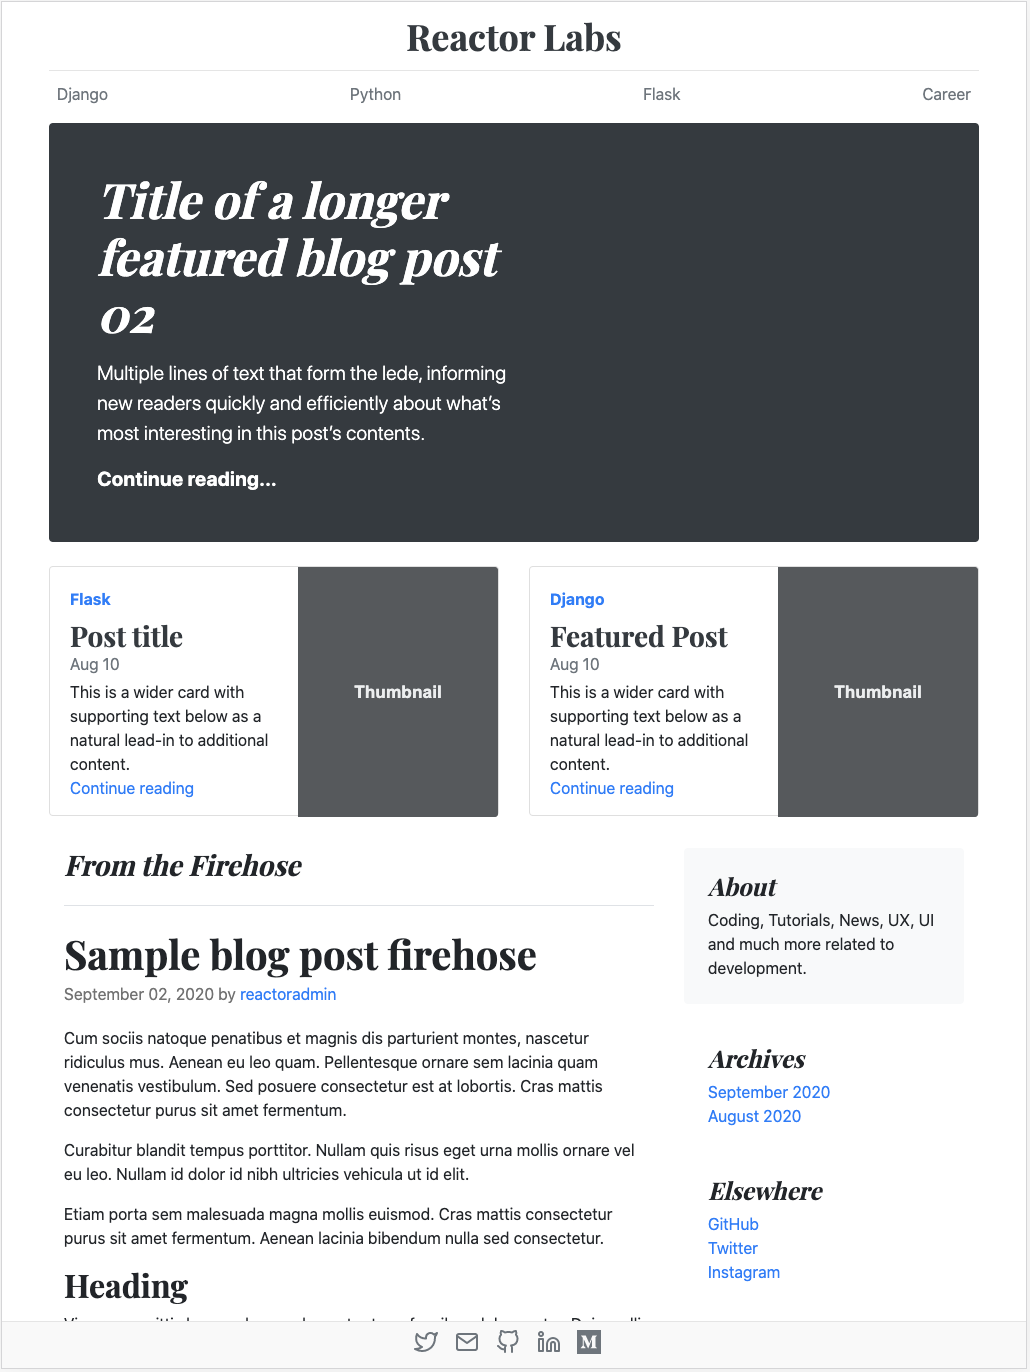 Reactor Labs
Django Python Flask Career
Title of a longer
featured blog post
02
Multiple lines of text that form the lede, informing
new readers quickly and efficiently about what's
most interesting in this post's contents.
Continue reading...
Flask
Post title
Aug 10
This is a wider card with
supporting text below as a
natural lead-in to additional
content.
Continue reading
Thumbnail
Django
Featured Post
Aug 10
This is a wider card with
supporting text below as a
natural lead-in to additional
content.
Continue reading
Thumbnail
From the Firehose
Sample blog post firehose
September 02, 2020 by reactoradmin
Cum sociis natoque penatibus et magnis dis parturient montes, nascetur
ridiculus mus. Aenean eu leo quam. Pellentesque ornare sem lacinia quam
venenatis vestibulum. Sed posuere consectetur est at lobortis. Cras mattis
consectetur purus sit amet fermentum.
Curabitur blandit tempus porttitor. Nullam quis risus eget urna mollis ornare vel
eu leo. Nullam id dolor id nibh ultricies vehicula ut id elit.
Etiam porta sem malesuada magna mollis euismod. Cras mattis consectetur
purus sit amet fermentum. Aenean lacinia bibendum nulla sed consectetur.
Heading
About
Coding, Tutorials, News, UX, UI
and much more related to
development.
Archives
September 2020
August 2020
Elsewhere
GitHub
Twitter
Instagram
in
M